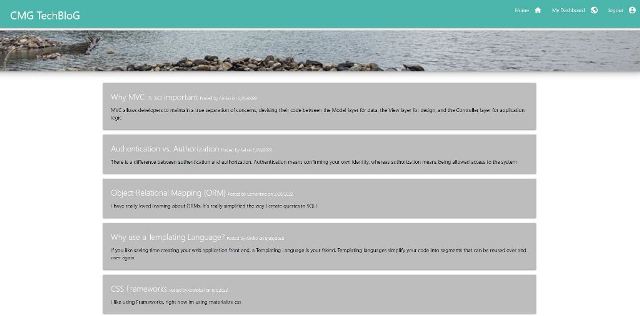 CMG TechBloG
Home My Dashboard logout
Why MVC is so important Posted by
MVC allows developers to maintain a true separation of concerns, devising their code between the Model layer for data, the View layer for design, and the Controller layer for application
logic.
Authentication vs. Authorization Posted by
There is a difference between authentication and authorization. Authentication means confirming your own identity, whereas authorization means being allowed access to the system
Object Relational Mapping (ORM) Posted by
I have really loved learning about ORMs. It's really simplified the way I create queries in SQL!
Why use a Templating Language? Posted by
If you like saving time creating your web application front end, a Templating Language is your friend. Templating languages simplify your code into segments that can be reused over and
over again.
CSS Frameworks Posted by
I like using Frameworks, right now im using materialize css